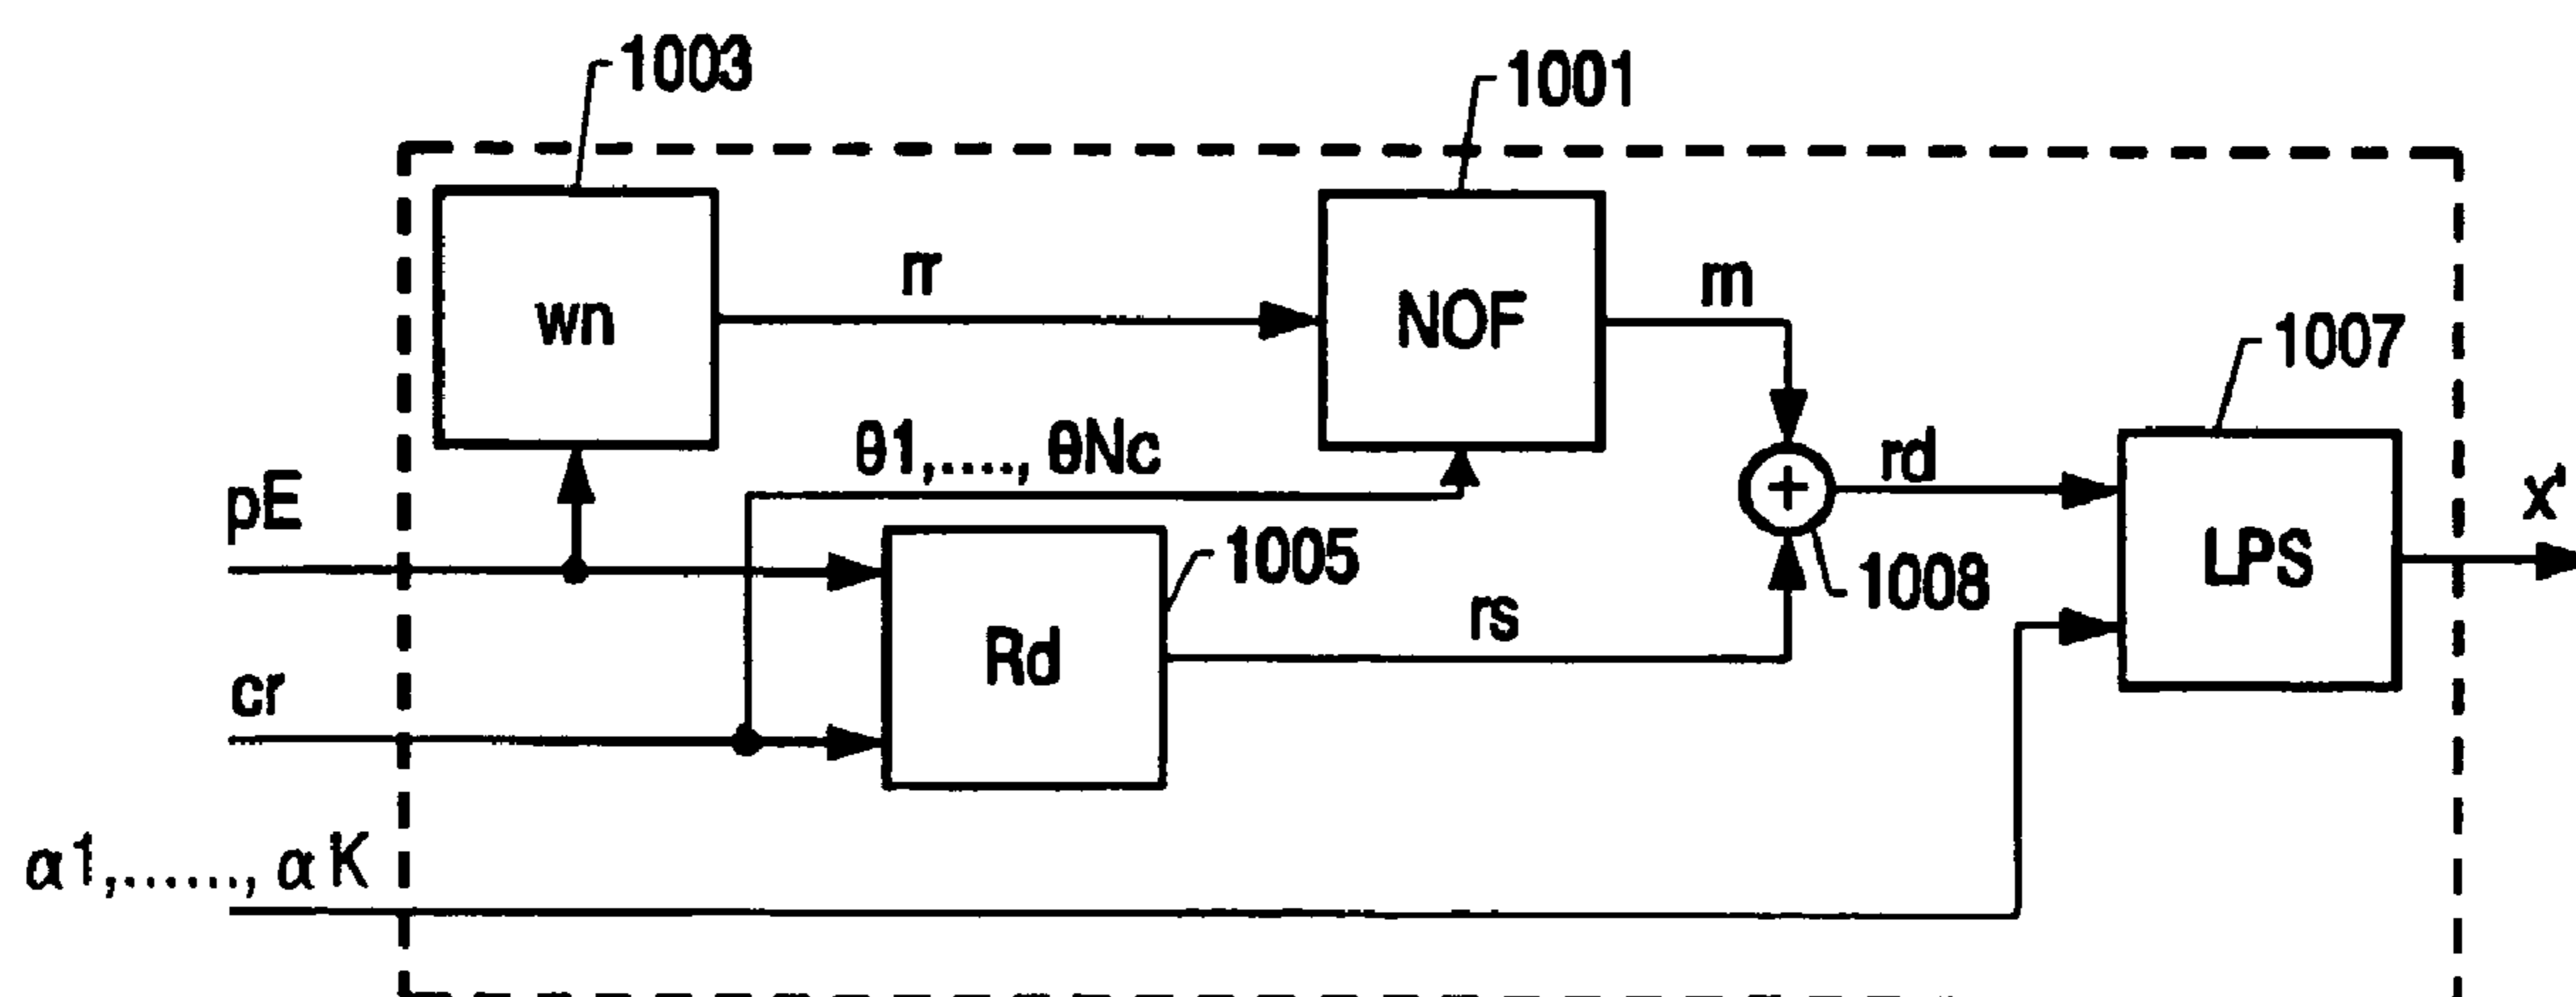 1003
1001
wn
rr
NOF
m
1007
θ1,...., θNc
pE
rd
x'
+
LPS
1005
1008
cr
Rd
rs
α1,......, αK